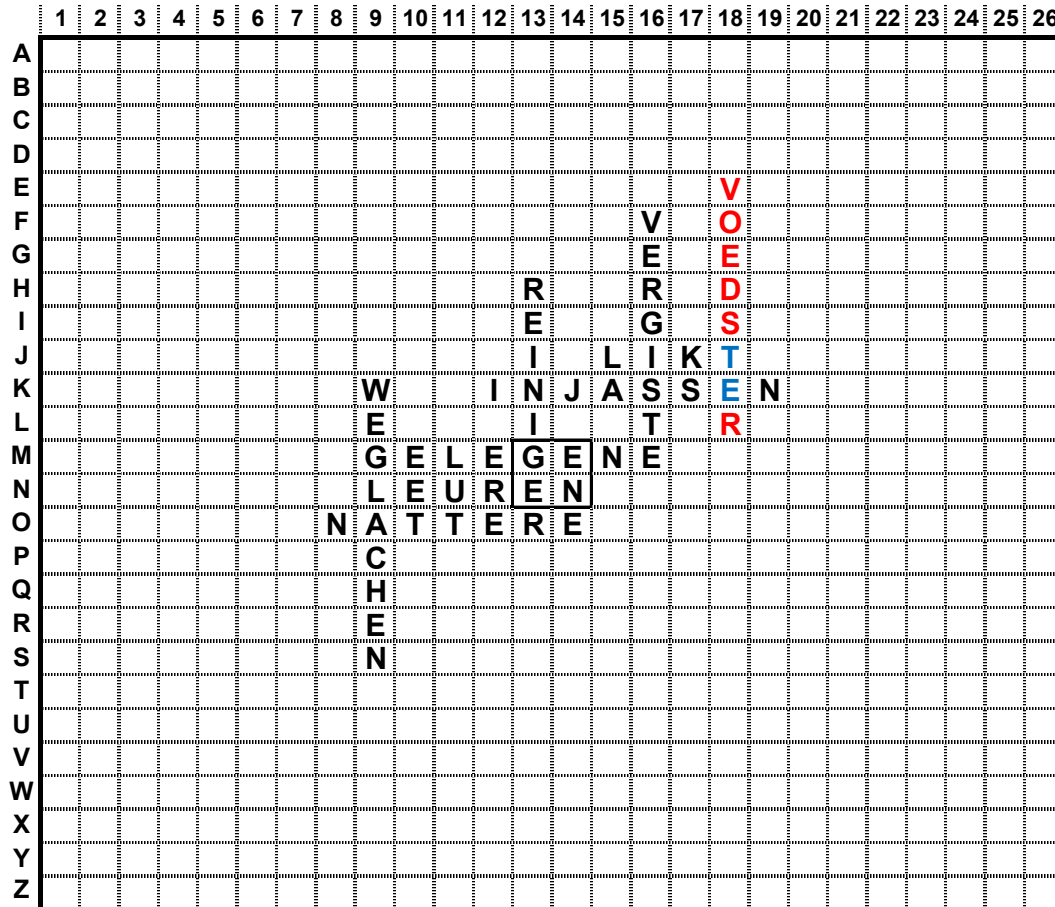 1 2 3 4 5 6 7 8 9 10 11 12 13 14 15 16 17 18 19 20 21 22 23 24 25 26
A
B
C
D
E V
F V O
G E E
H R R D
I E G S
J I L I K T
K W I N J A S S E N
L E I T R
M G E L E G E N E
N L E U R E N
O N A T T E R E
P C
Q H
R E
S N
T
U
V
W
X
Y
Z